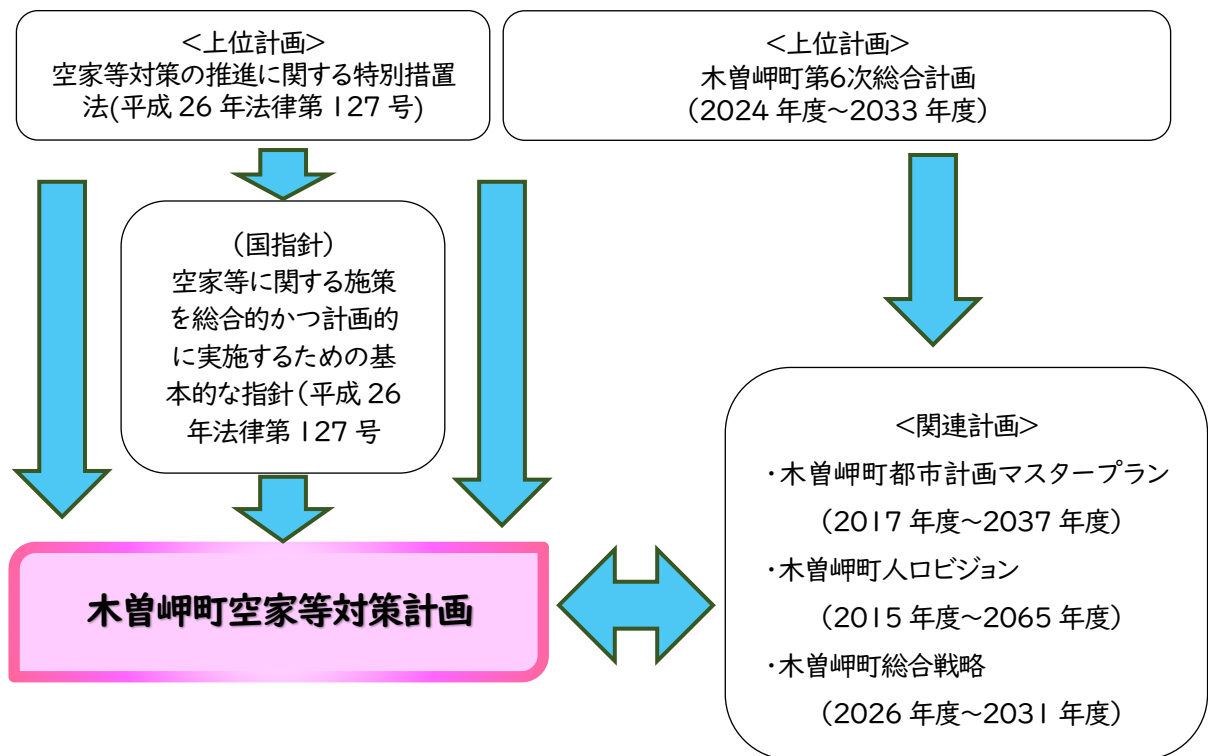 <上位計画>
空家等対策の推進に関する特別措置
法(平成 26 年法律第 127 号)
<上位計画>
木曽岬町第6次総合計画
(2024 年度~2033 年度)
(国指針)
空家等に関する施策
を総合的かつ計画的
に実施するための基
本的な指針(平成 26
年法律第 127 号
<関連計画>
・木曽岬町都市計画マスタープラン
(2017 年度~2037 年度)
・木曽岬町人口ビジョン
(2015 年度~2065 年度)
・木曽岬町総合戦略
(2026 年度~2031 年度)
木曽岬町空家等対策計画